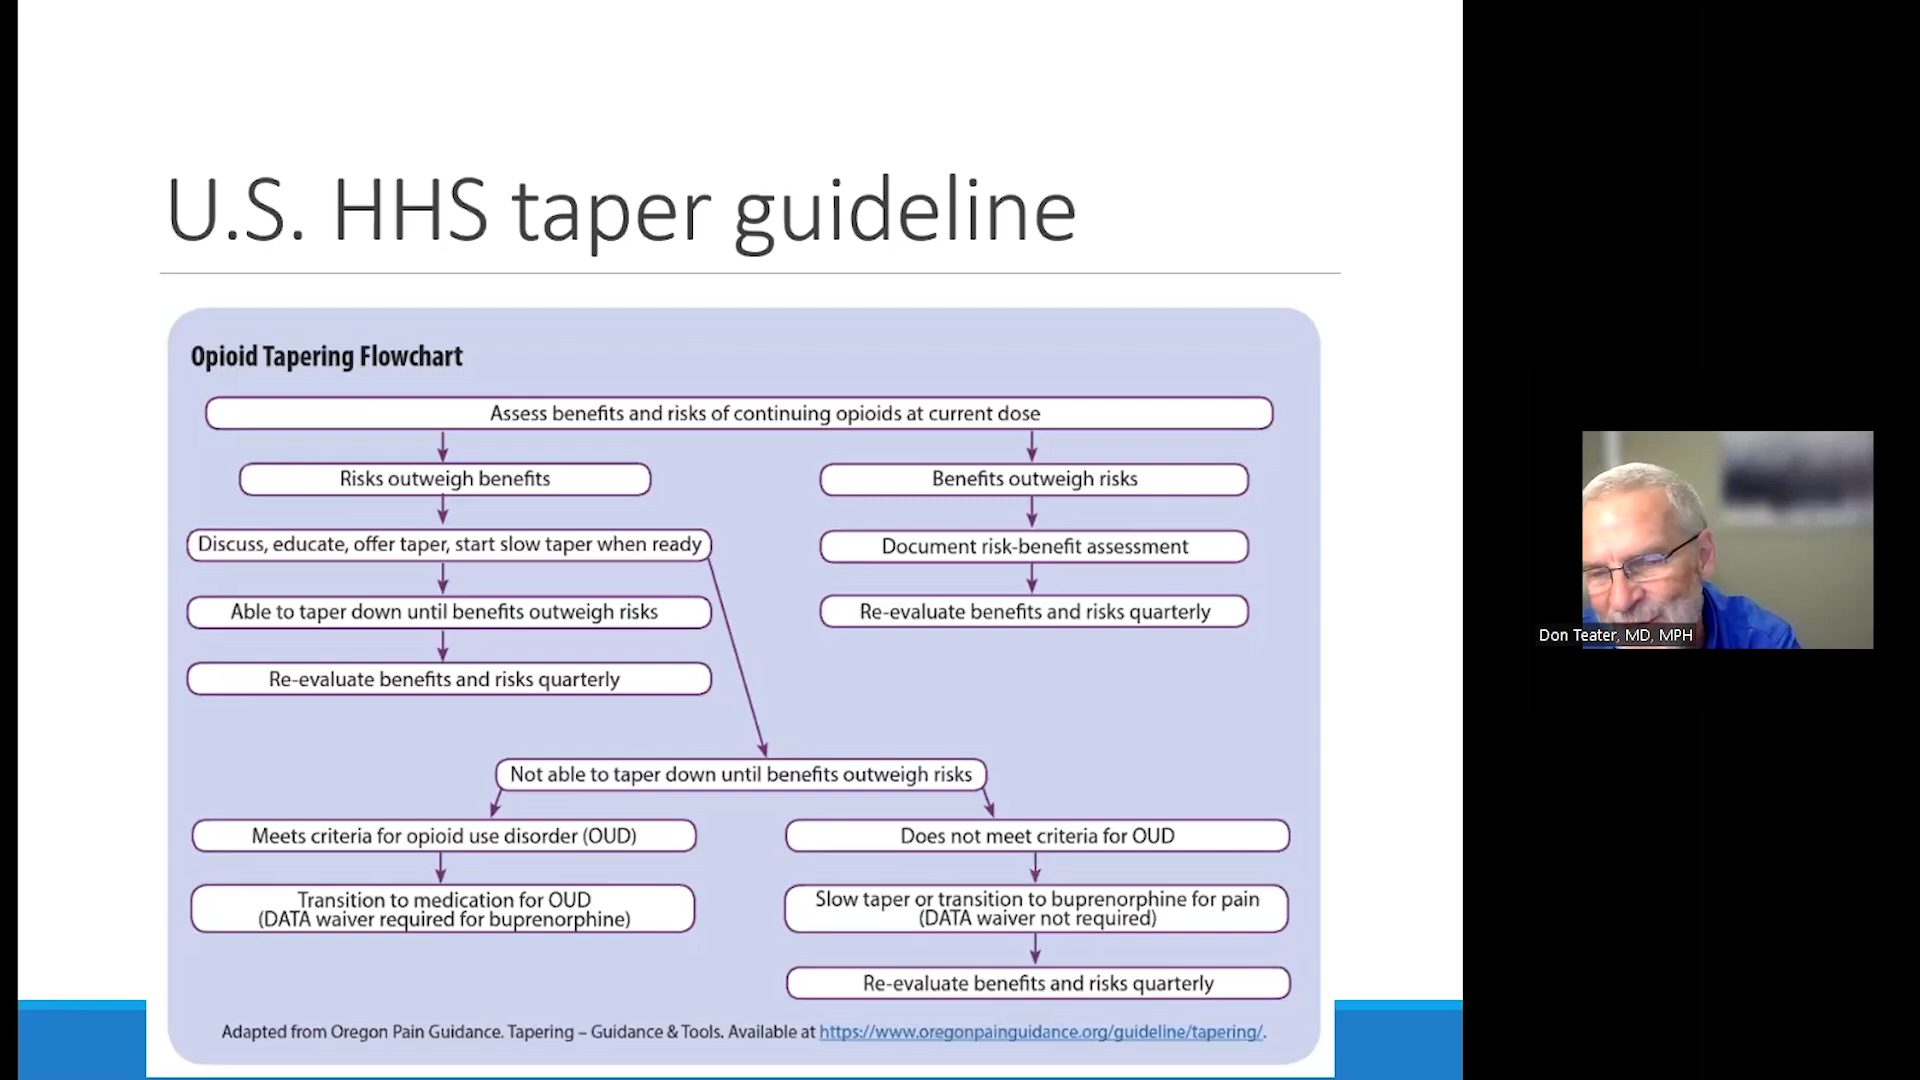 U.S. HHS taper guideline
Opioid Tapering Flowchart
Assess benefits and risks of continuing opioids at current dose
Risks outweigh benefits
Benefits outweigh risks
Discuss, educate, offer taper, start slow taper when ready
Document risk-benefit assessment
Able to taper down until benefits outweigh risks
Re-evaluate benefits and risks quarterly
Re-evaluate benefits and risks quarterly
Not able to taper down until benefits outweigh risks
Meets criteria for opioid use disorder (OUD)
Does not meet criteria for OUD
Transition to medication for OUD
(DATA waiver required for buprenorphine)
Slow taper or transition to buprenorphine for pain
(DATA waiver not required)
Re-evaluate benefits and risks quarterly
Adapted from Oregon Pain Guidance. Tapering – Guidance & Tools. Available at https://www.oregonpainguidance.org/guideline/tapering/.
Don Teater, MD, MPH